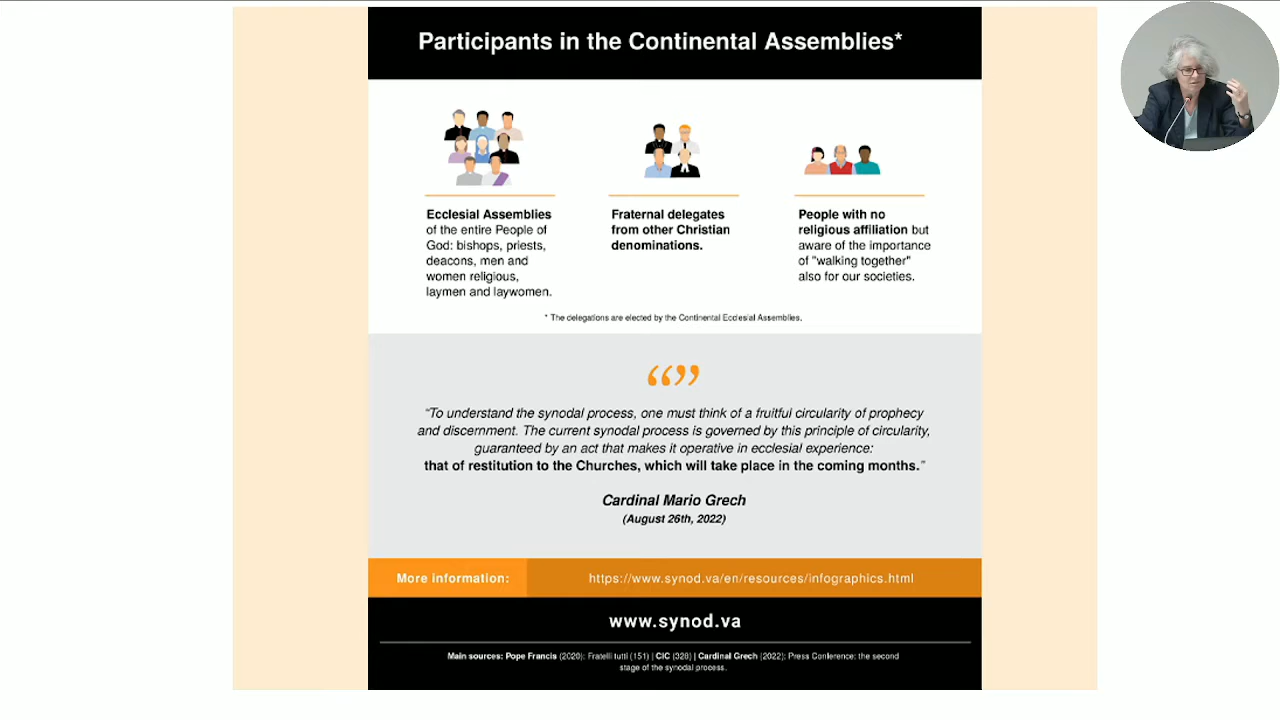 Participants in the Continental Assemblies*
Ecclesial Assemblies
of the entire People of
God: bishops, priests,
deacons, men and
women religious,
laymen and laywomen.
Fraternal delegates
from other Christian
denominations.
People with no
religious affiliation but
aware of the importance
of "walking together"
also for our societies.
* The delegations are elected by the Continental Ecclesial Assemblies.
“”
“To understand the synodal process, one must think of a fruitful circularity of prophecy
and discernment. The current synodal process is governed by this principle of circularity,
guaranteed by an act that makes it operative in ecclesial experience:
that of restitution to the Churches, which will take place in the coming months.”
Cardinal Mario Grech
(August 26th, 2022)
More information: https://www.synod.va/en/resources/infographics.html
www.synod.va
Main sources: Pope Francis (2020): Fratelli tutti (151) | CIC (328) | Cardinal Grech (2022): Press Conference: the second
stage of the synodal process.